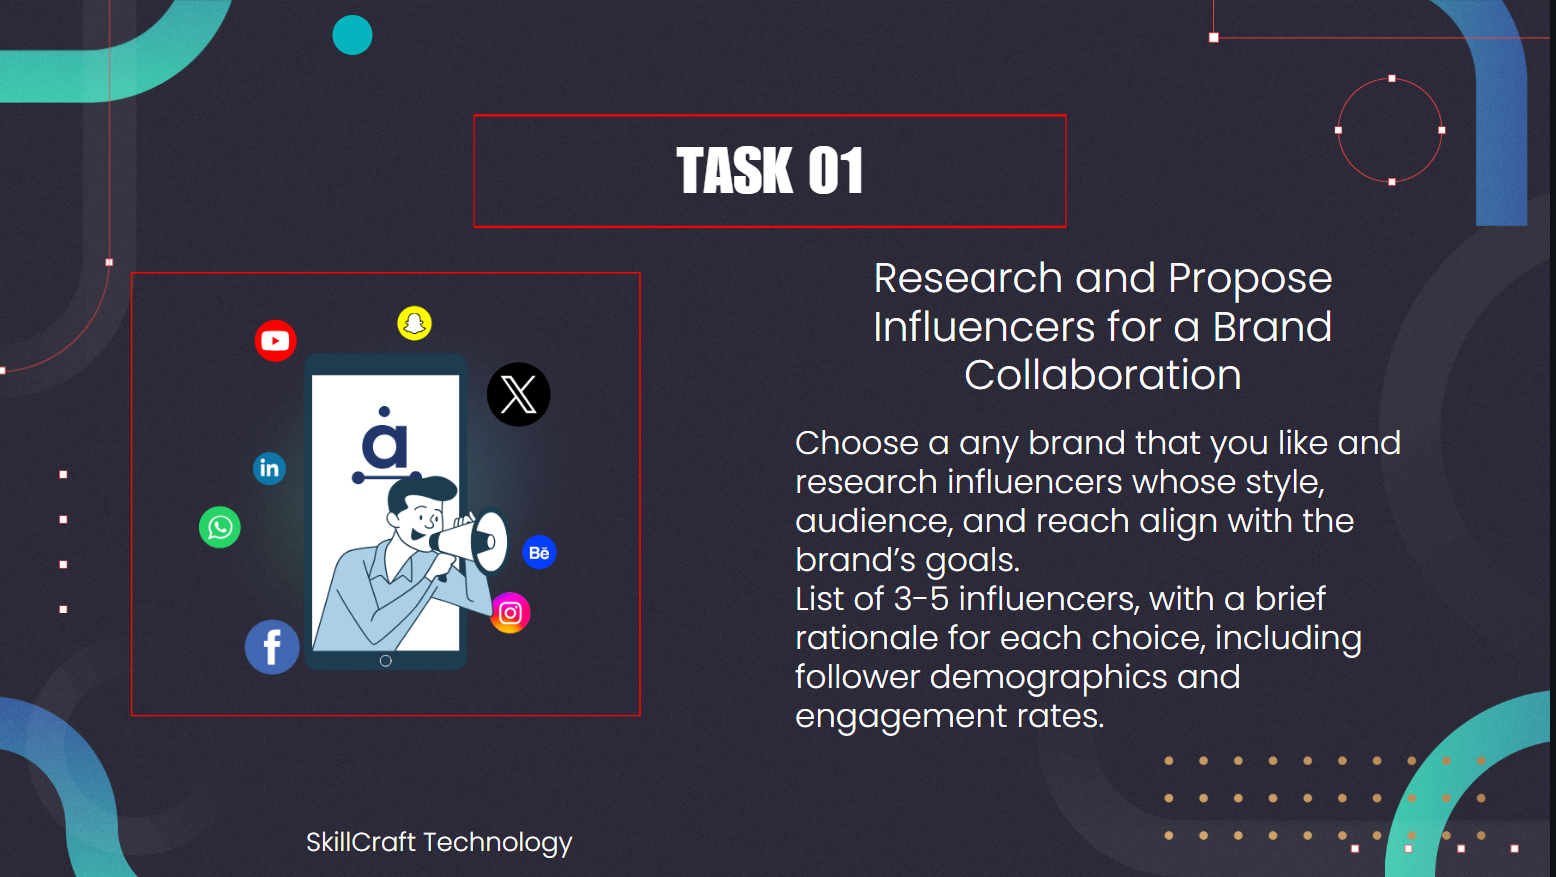 TASK 01
Research and Propose
Influencers for a Brand
Collaboration
Choose a any brand that you like and
research influencers whose style,
audience, and reach align with the
brand's goals.
List of 3-5 influencers, with a brief
rationale for each choice, including
follower demographics and
engagement rates.
X
a
in
Bē
f
SkillCraft Technology